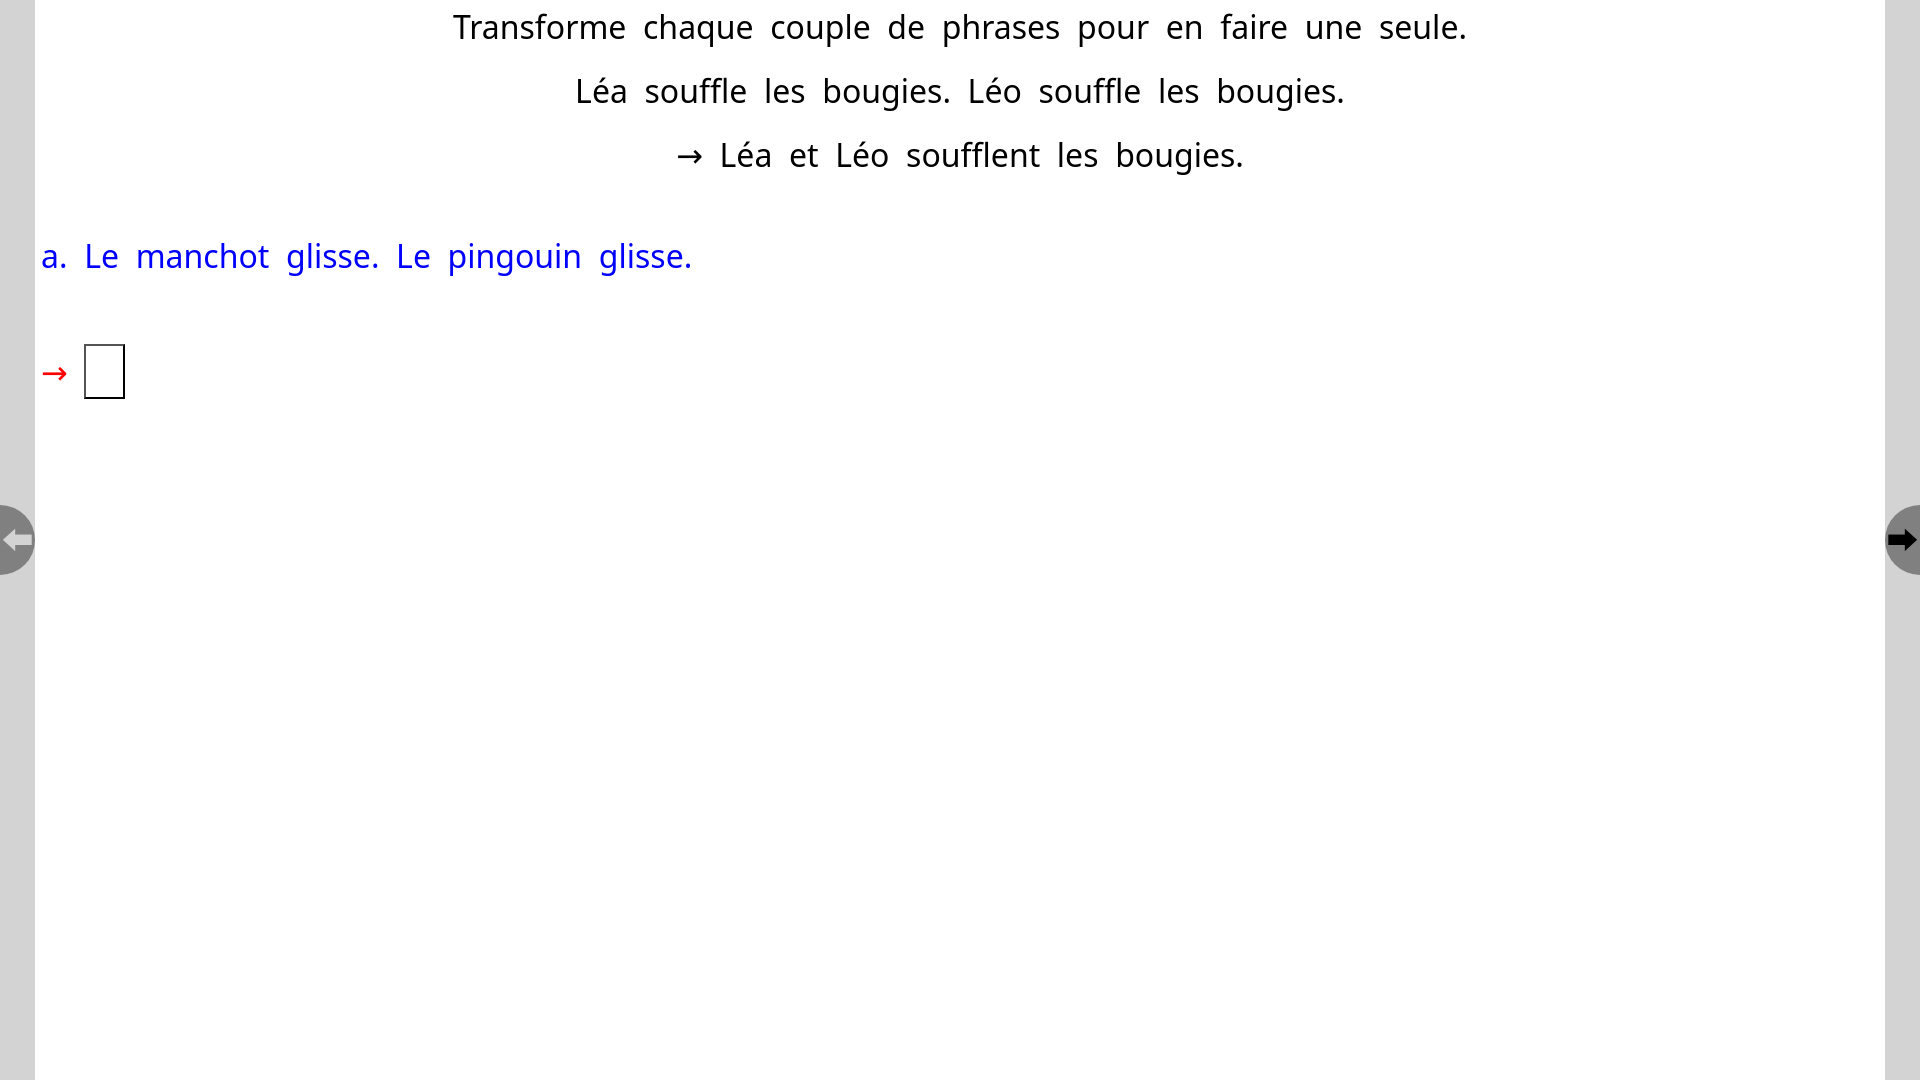 Transforme chaque couple de phrases pour en faire une seule.
Léa souffle les bougies. Léo souffle les bougies.
→ Léa et Léo soufflent les bougies.
a. Le manchot glisse. Le pingouin glisse.
→